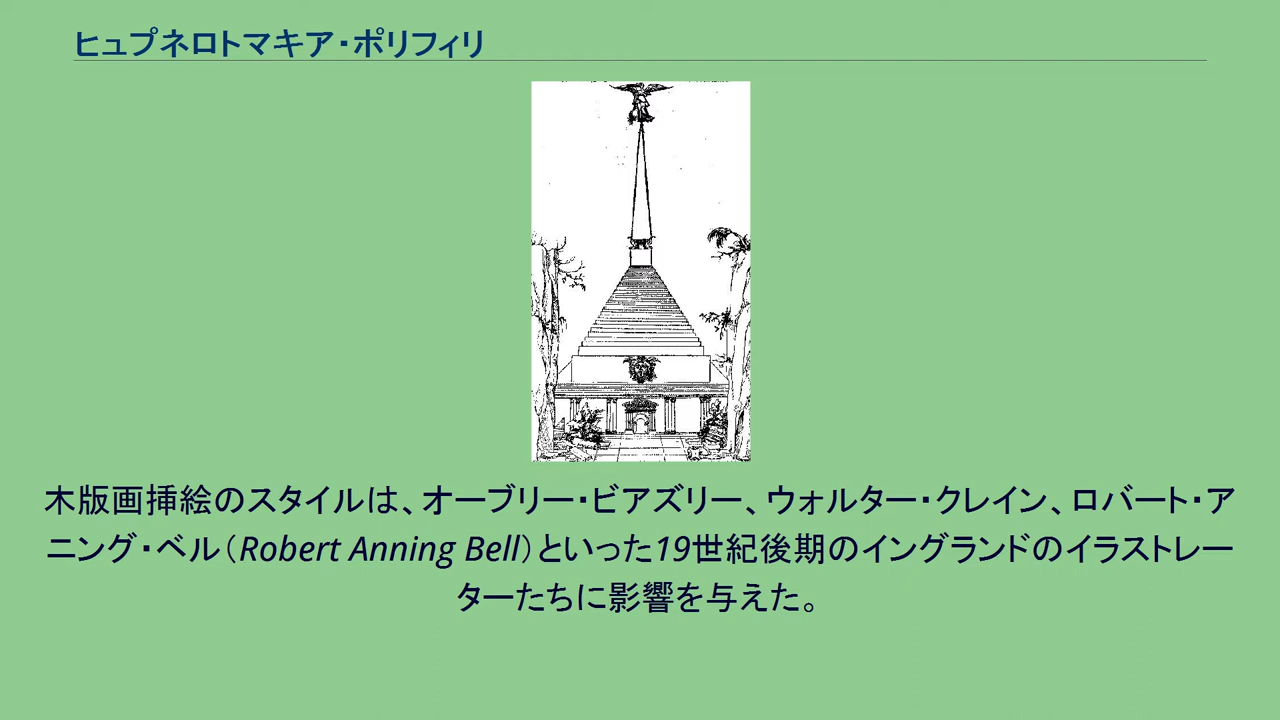 ヒュプネロトマキア・ポリフィリ
木版画挿絵のスタイルは、オーブリー・ビアズリー、ウォルター・クレイン、ロバート・ア
ニング・ベル（Robert Anning Bell）といった19世紀後期のイングランドのイラストレー
ターたちに影響を与えた。